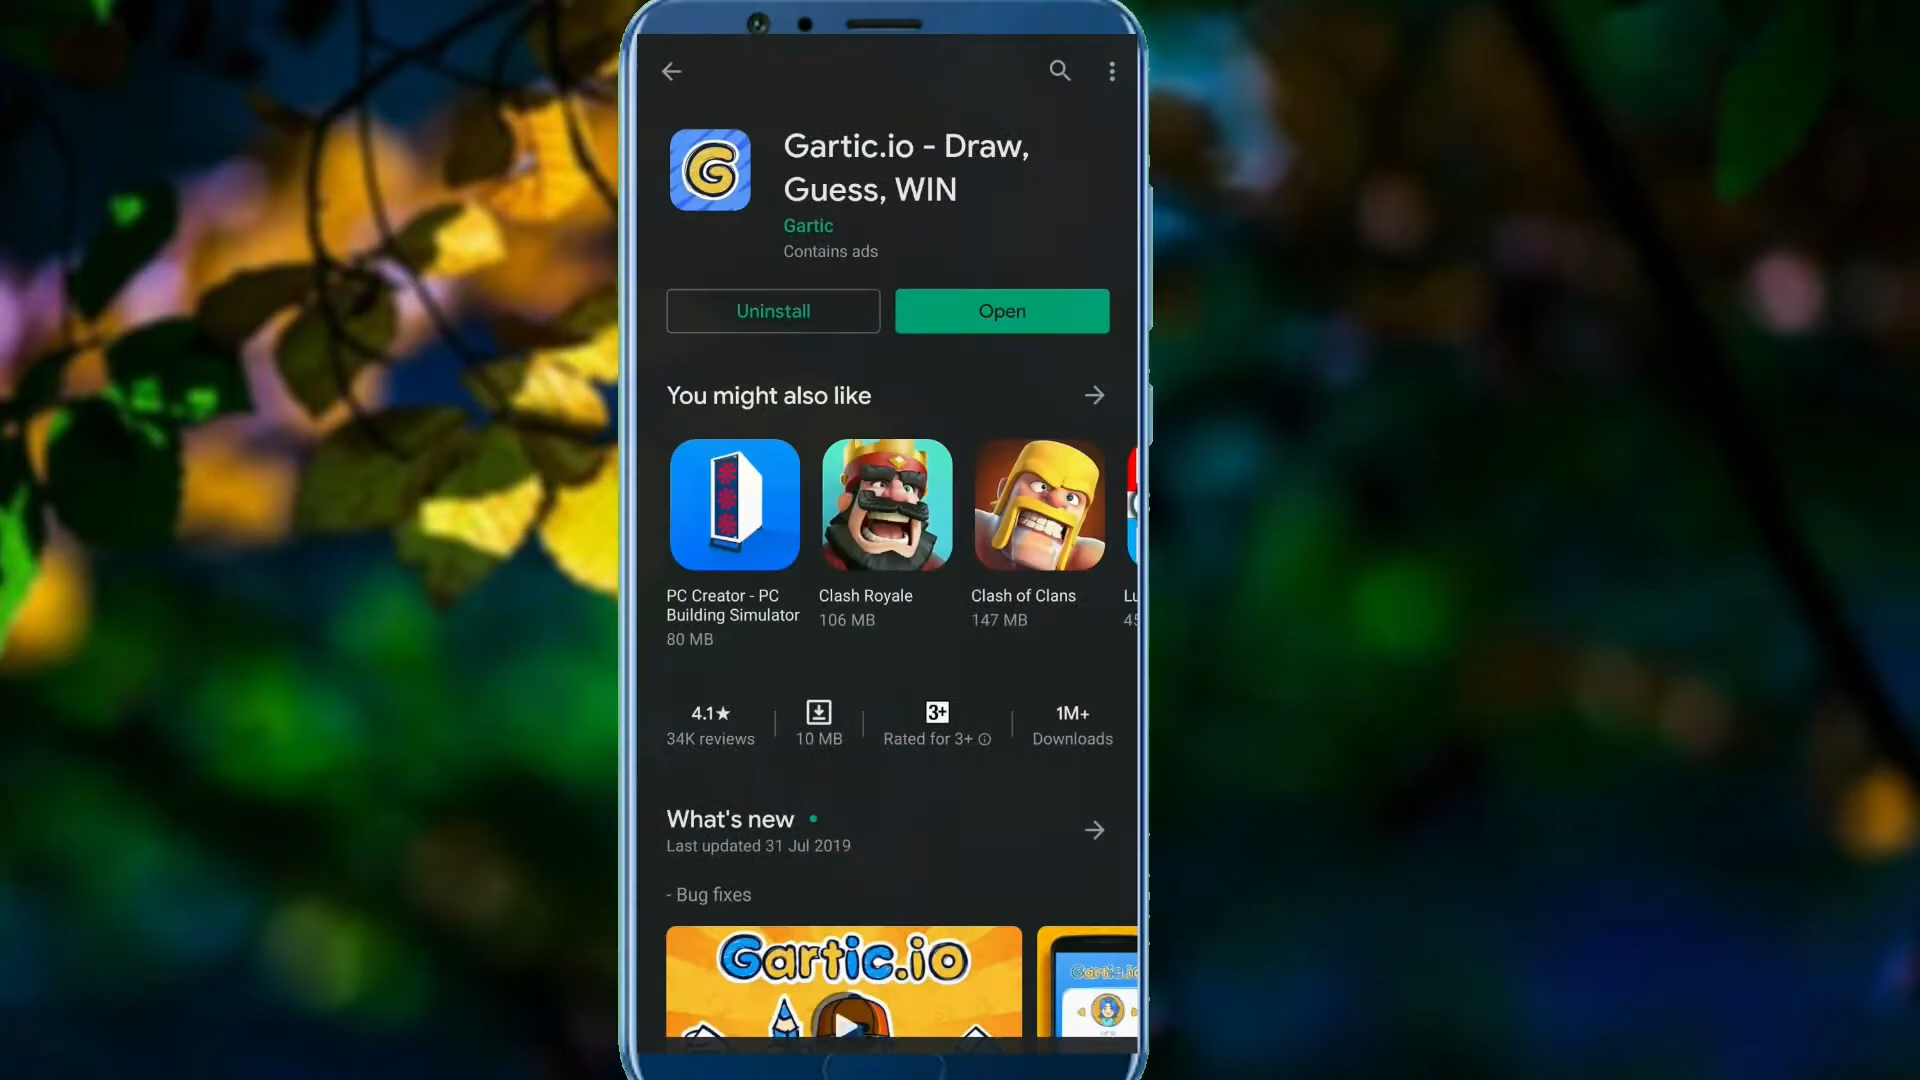 Gartic.io - Draw,
Guess, WIN
Gartic
Contains ads
Uninstall
Open
You might also like
PC Creator - PC
Building Simulator
80 MB
Clash Royale
106 MB
Clash of Clans
147 MB
4.1★
34K reviews
10 MB
3+
Rated for 3+
1M+
Downloads
What's new
Last updated 31 Jul 2019
- Bug fixes
Gartic.io